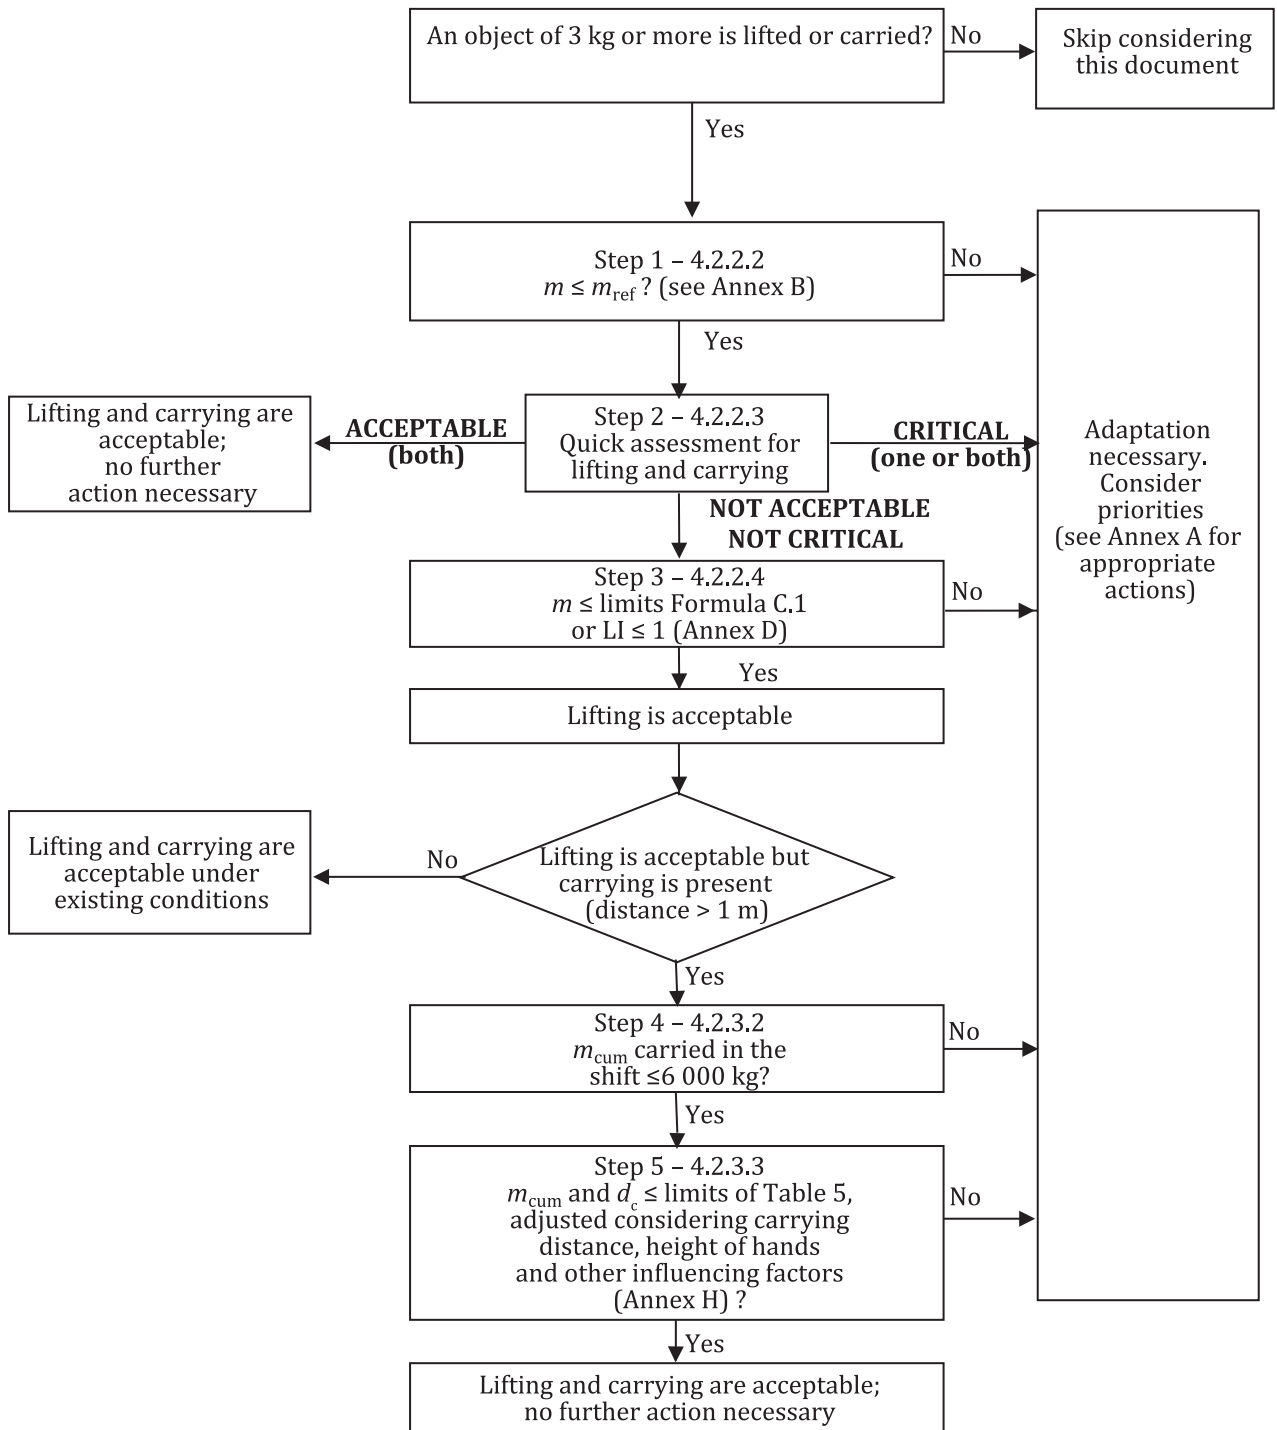 An object of 3 kg or more is lifted or carried?
No
Skip considering
this document
Yes
Step 1 – 4.2.2.2
m ≤ mref ? (see Annex B)
No
Yes
Lifting and carrying are
acceptable;
no further
action necessary
ACCEPTABLE
(both)
Step 2 – 4.2.2.3
Quick assessment for
lifting and carrying
CRITICAL
(one or both)
Adaptation
necessary.
Consider
priorities
(see Annex A for
appropriate
actions)
NOT ACCEPTABLE
NOT CRITICAL
Step 3 – 4.2.2.4
m ≤ limits Formula C.1
or LI ≤ 1 (Annex D)
No
Yes
Lifting is acceptable
Lifting and carrying are
acceptable under
existing conditions
No
Lifting is acceptable but
carrying is present
(distance > 1 m)
Yes
Step 4 – 4.2.3.2
mcum carried in the
shift ≤6 000 kg?
No
Yes
Step 5 – 4.2.3.3
mcum and dc ≤ limits of Table 5,
adjusted considering carrying
distance, height of hands
and other influencing factors
(Annex H) ?
No
Yes
Lifting and carrying are acceptable;
no further action necessary